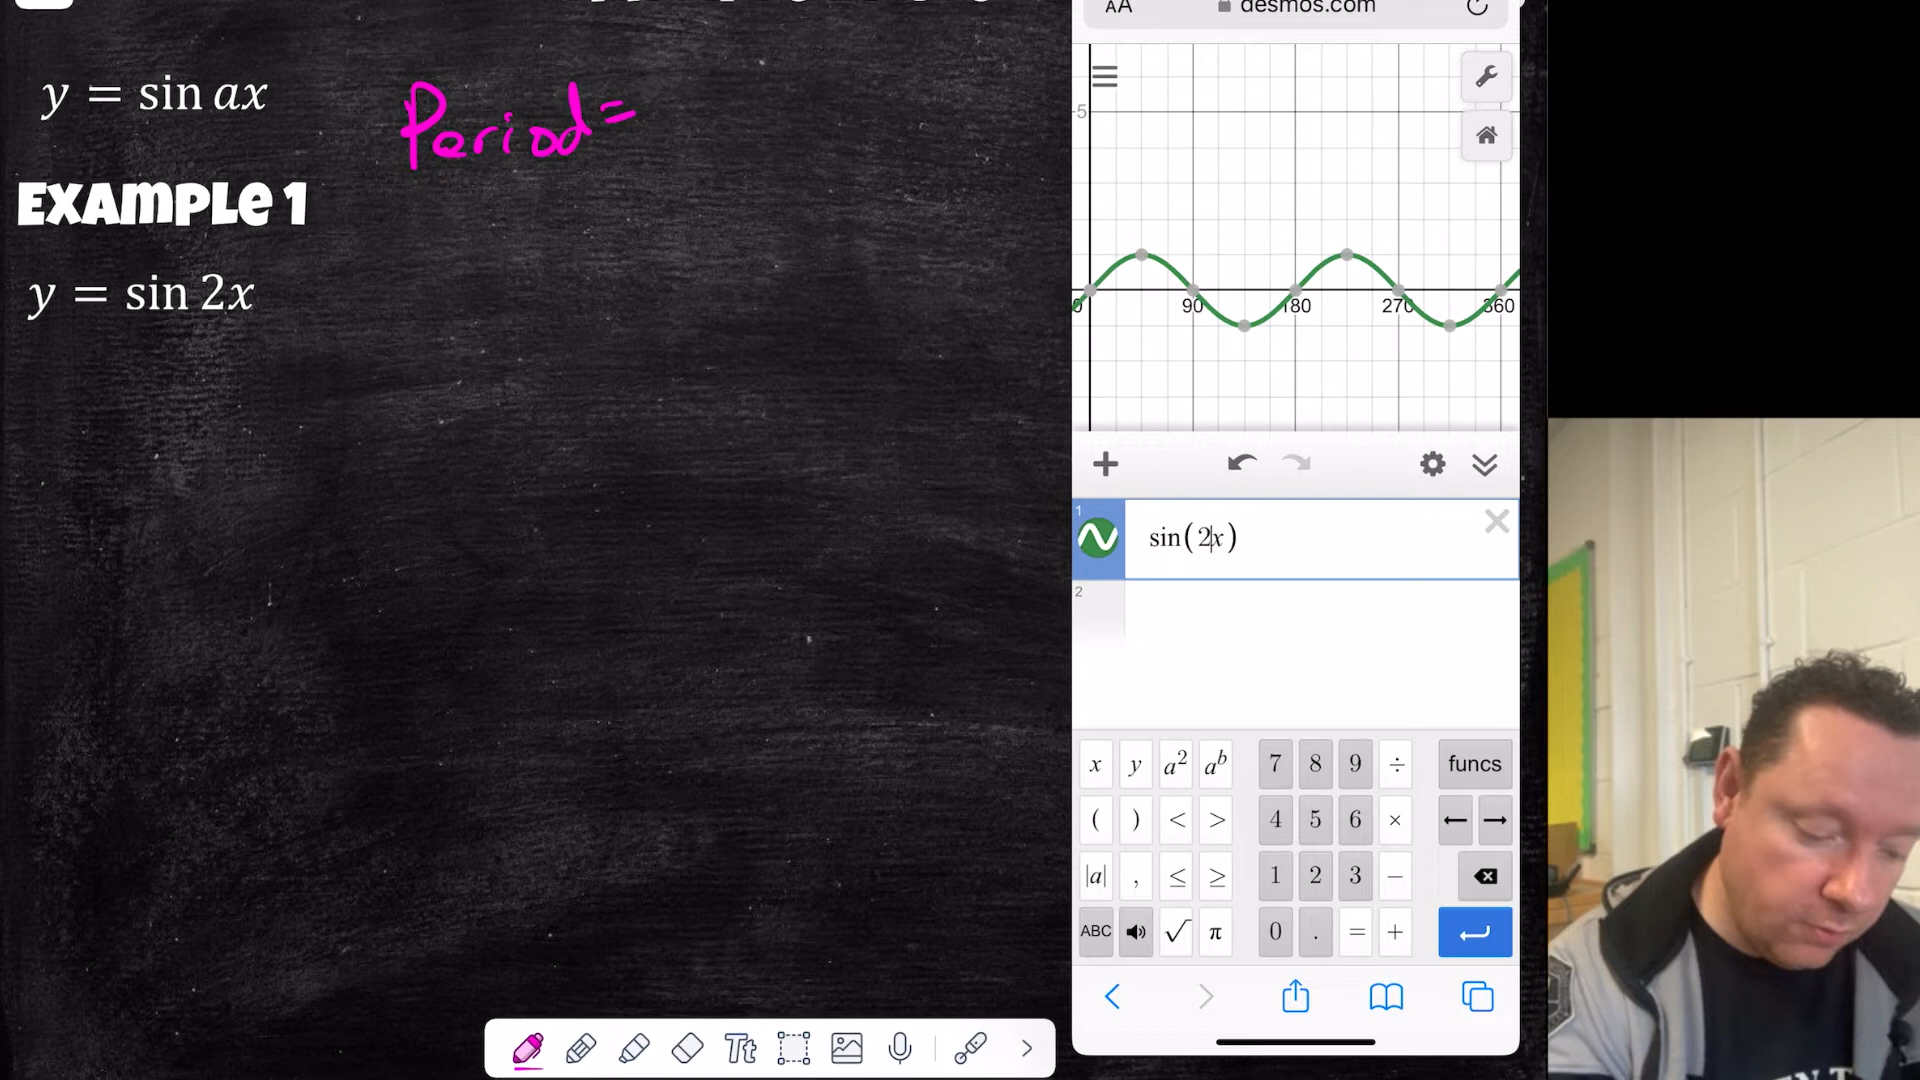 y = sin ax
Period=
Example 1
y = sin 2x
AA desmos.com
5
0 90 180 270 360
1
sin(2x)
2
x y a² aᵇ 7 8 9 ÷ funcs
( ) < > 4 5 6 × ← →
|a| , ≤ ≥ 1 2 3 −
ABC √ π 0 . = +
Tt